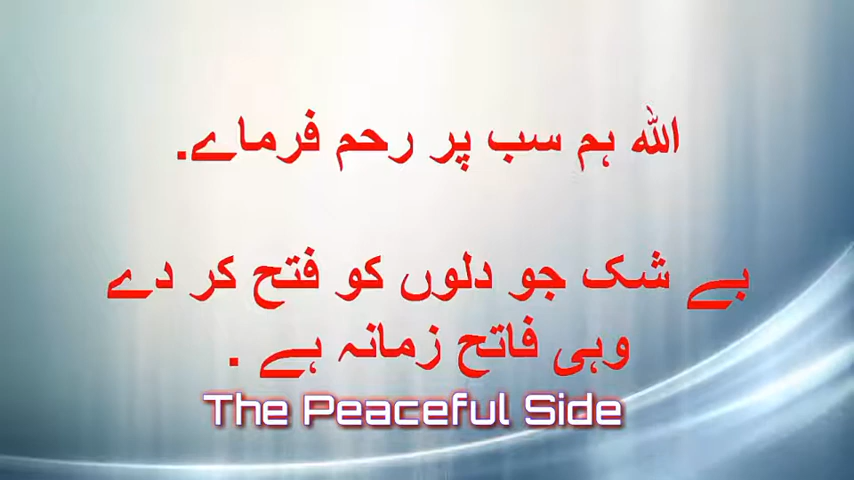 اللہ ہم سب پر رحم فرماے.
بے شک جو دلوں کو فتح کر دے
وہی فاتح زمانہ ہے .
The Peaceful Side